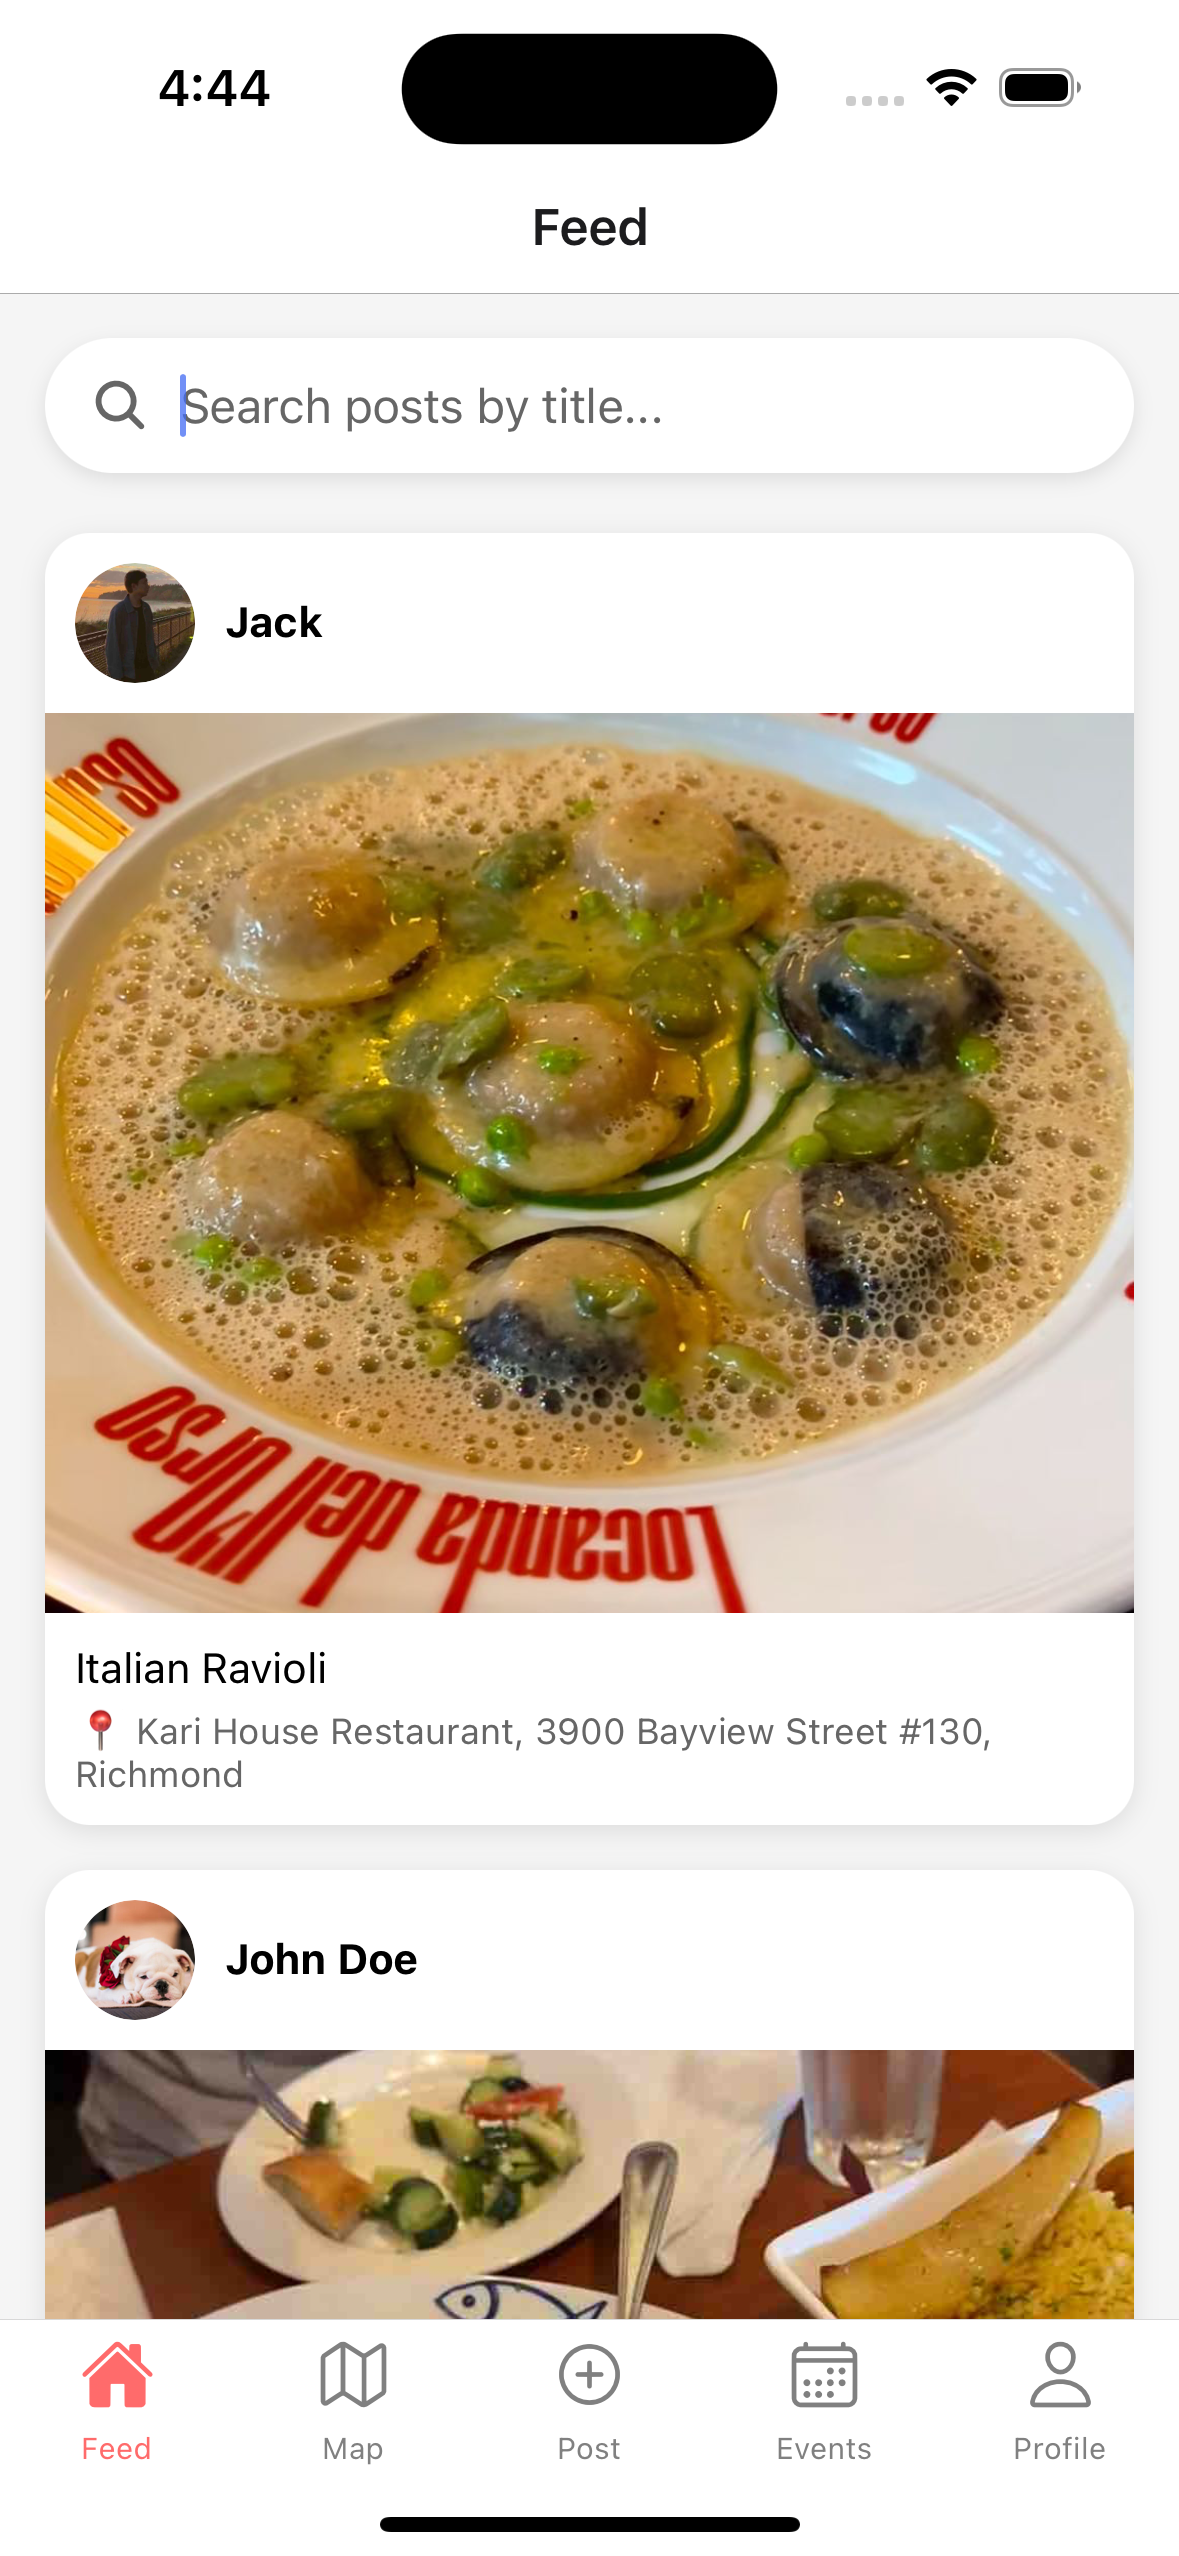 4:44
Feed
Search posts by title...
Jack
Locanda dell'Orso
Italian Ravioli
📍 Kari House Restaurant, 3900 Bayview Street #130,
Richmond
John Doe
Feed
Map
Post
Events
Profile